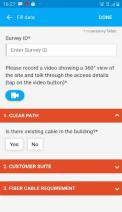 16:27
Fill data
DONE
* mandatory fields
Survey ID*
Enter Survey ID
Please record a video showing a 360° view of
the site and talk through the access details
(tap on the video button)*
1. CLEAR PATH
Is there existing cable in the building?*
Yes
No
2. CUSTOMER SUITE
3. FIBER CABLE REQUIREMENT